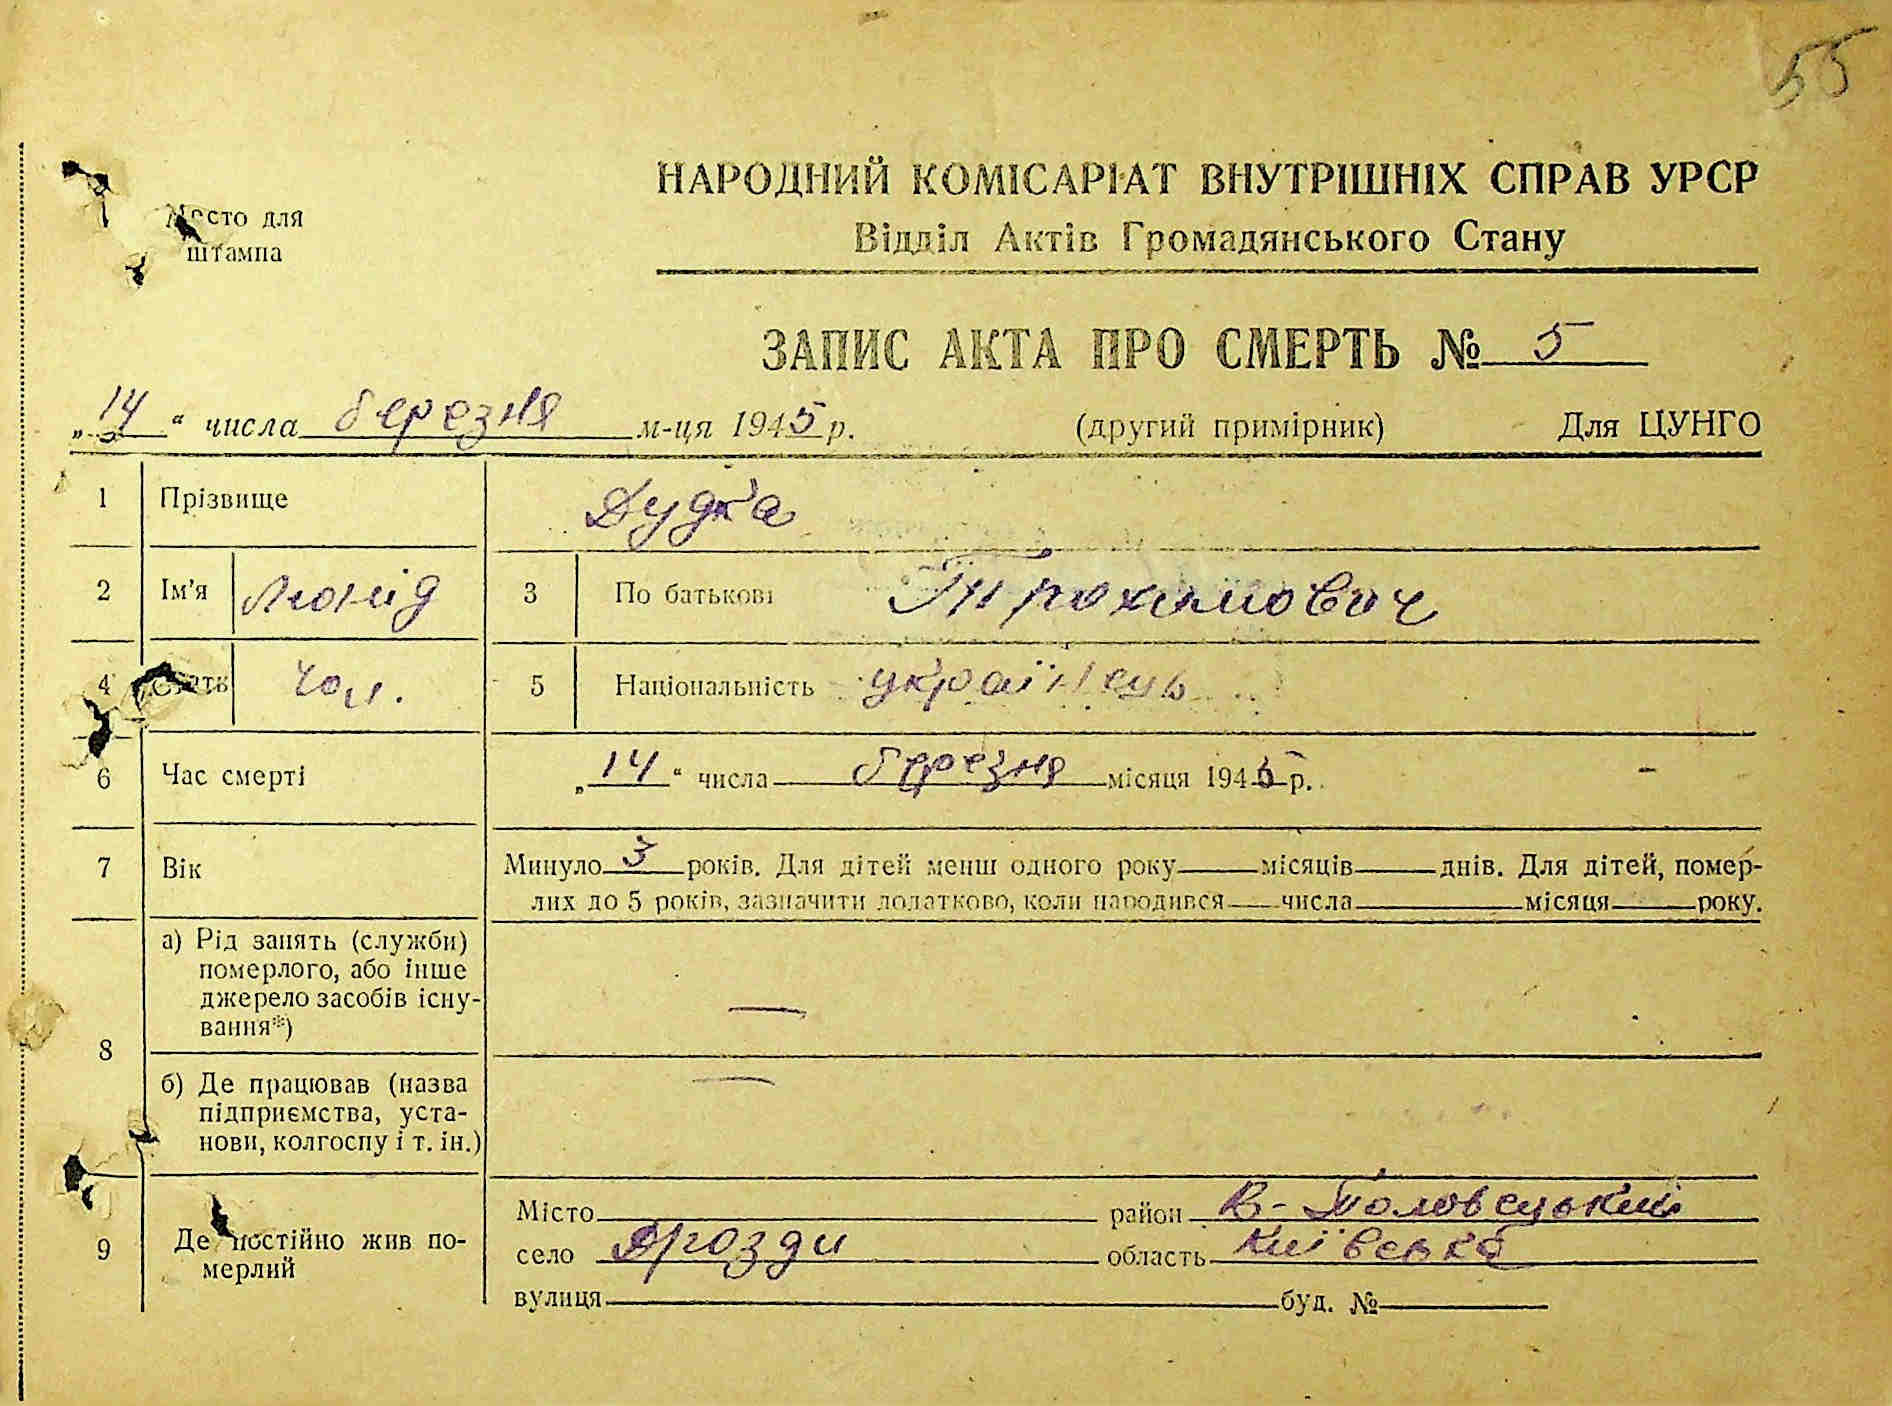 55
Место для
штампа
НАРОДНИЙ КОМІСАРІАТ ВНУТРІШНІХ СПРАВ УРСР
Відділ Актів Громадянського Стану
ЗАПИС АКТА ПРО СМЕРТЬ № 5
„14“ числа березня м-ця 1945 р. (другий примірник) Для ЦУНГО
1 Прізвище Дудка
2 Ім'я Леонід 3 По батькові Трохимович
4 Стать чол. 5 Національність українець
6 Час смерті „14“ числа березня місяця 1945 р.
7 Вік Минуло 3 років. Для дітей менш одного року місяців днів. Для дітей, помер-
лих до 5 років, зазначити додатково, коли народився числа місяця року.
8 а) Рід занять (служби)
померлого, або інше
джерело засобів існу-
вання*) —
б) Де працював (назва
підприємства, уста-
нови, колгоспу і т. ін.) —
9 Де постійно жив по-
мерлий
Місто район В-Половецький
село Дрозди область Київська
вулиця буд. №